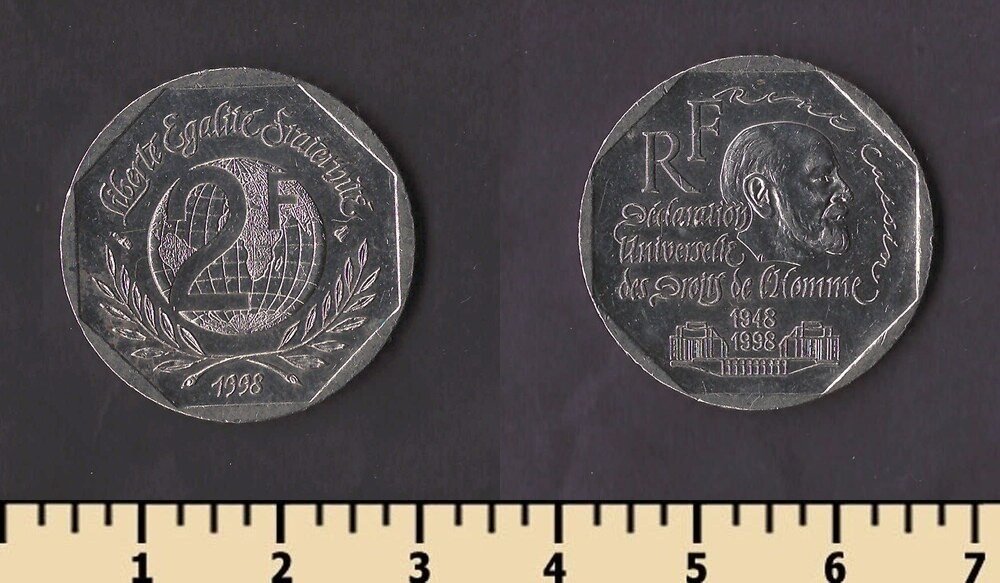 Liberté Egalité Fraternité
2F
1998
RF
René Cassin
Déclaration
Universelle
des Droits de l'Homme
1948
1998
1 2 3 4 5 6 7